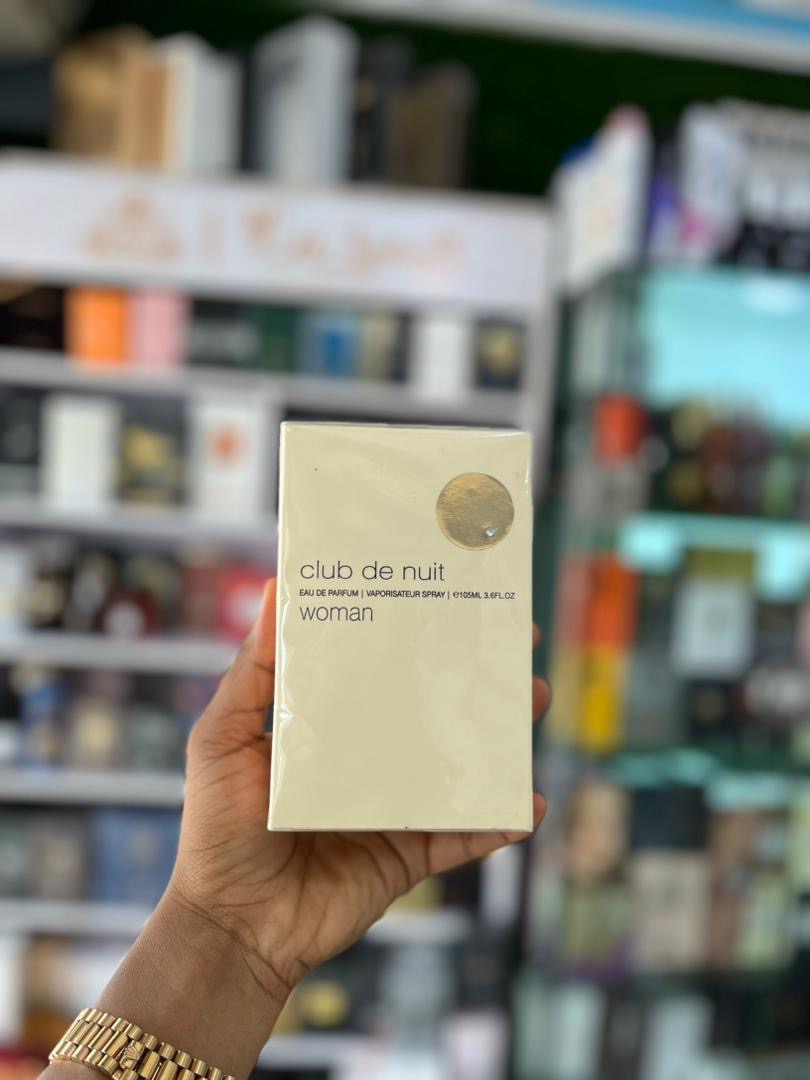 club de nuit
EAU DE PARFUM | VAPORISATEUR SPRAY | ℮105ML 3.6FL.OZ
woman